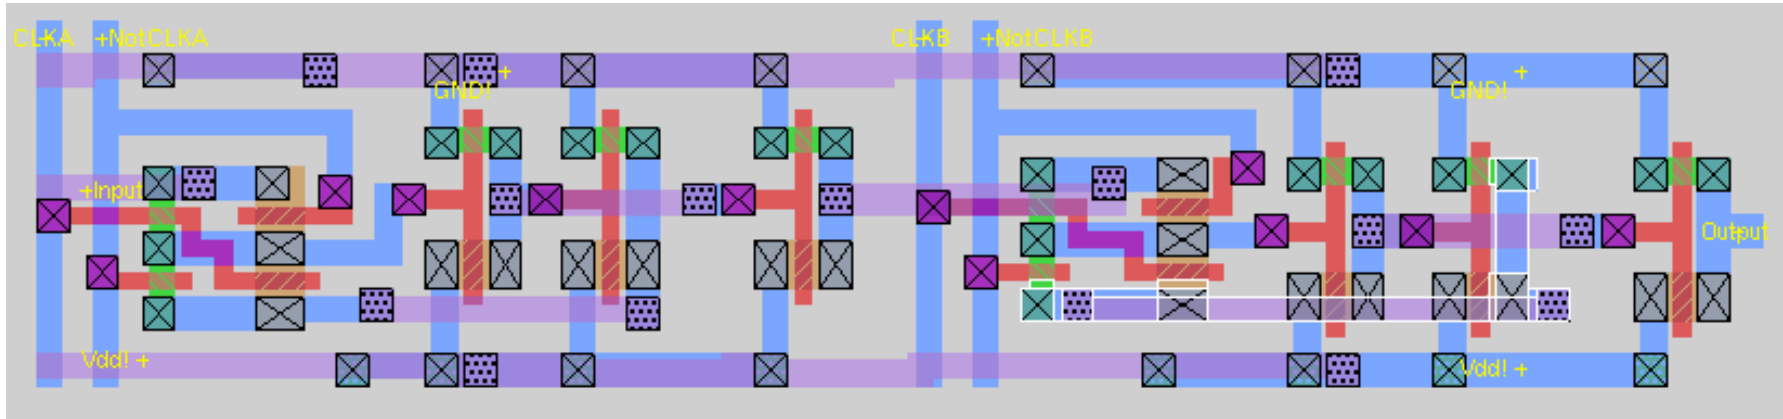 CLKA +NotCLKA CLKB +NotCLKB
+
GND!
+
GND!
+Input
Output
+
Vdd! +
Vdd! +